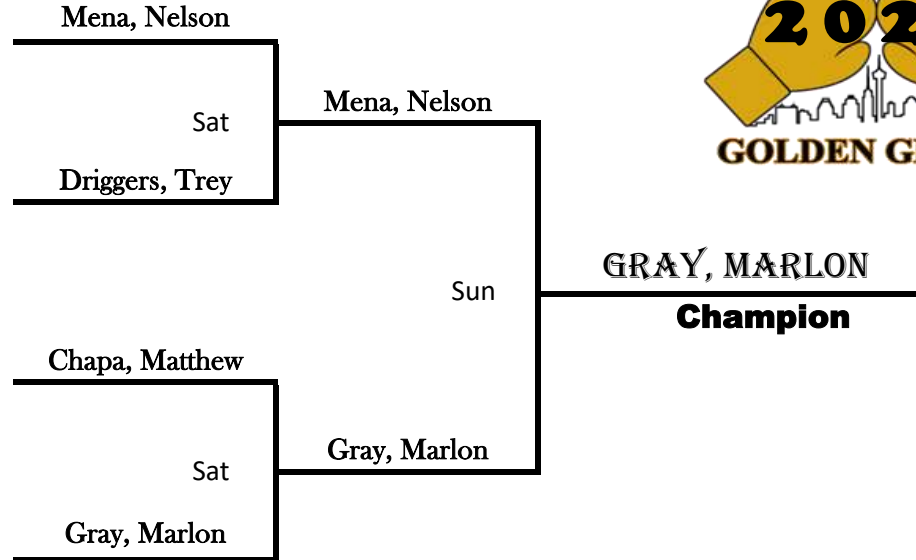 Mena, Nelson
202
Mena, Nelson
Sat
GOLDEN
Driggers, Trey
GRAY, MARLON
Sun
Champion
Chapa, Matthew
Gray, Marlon
Sat
Gray, Marlon